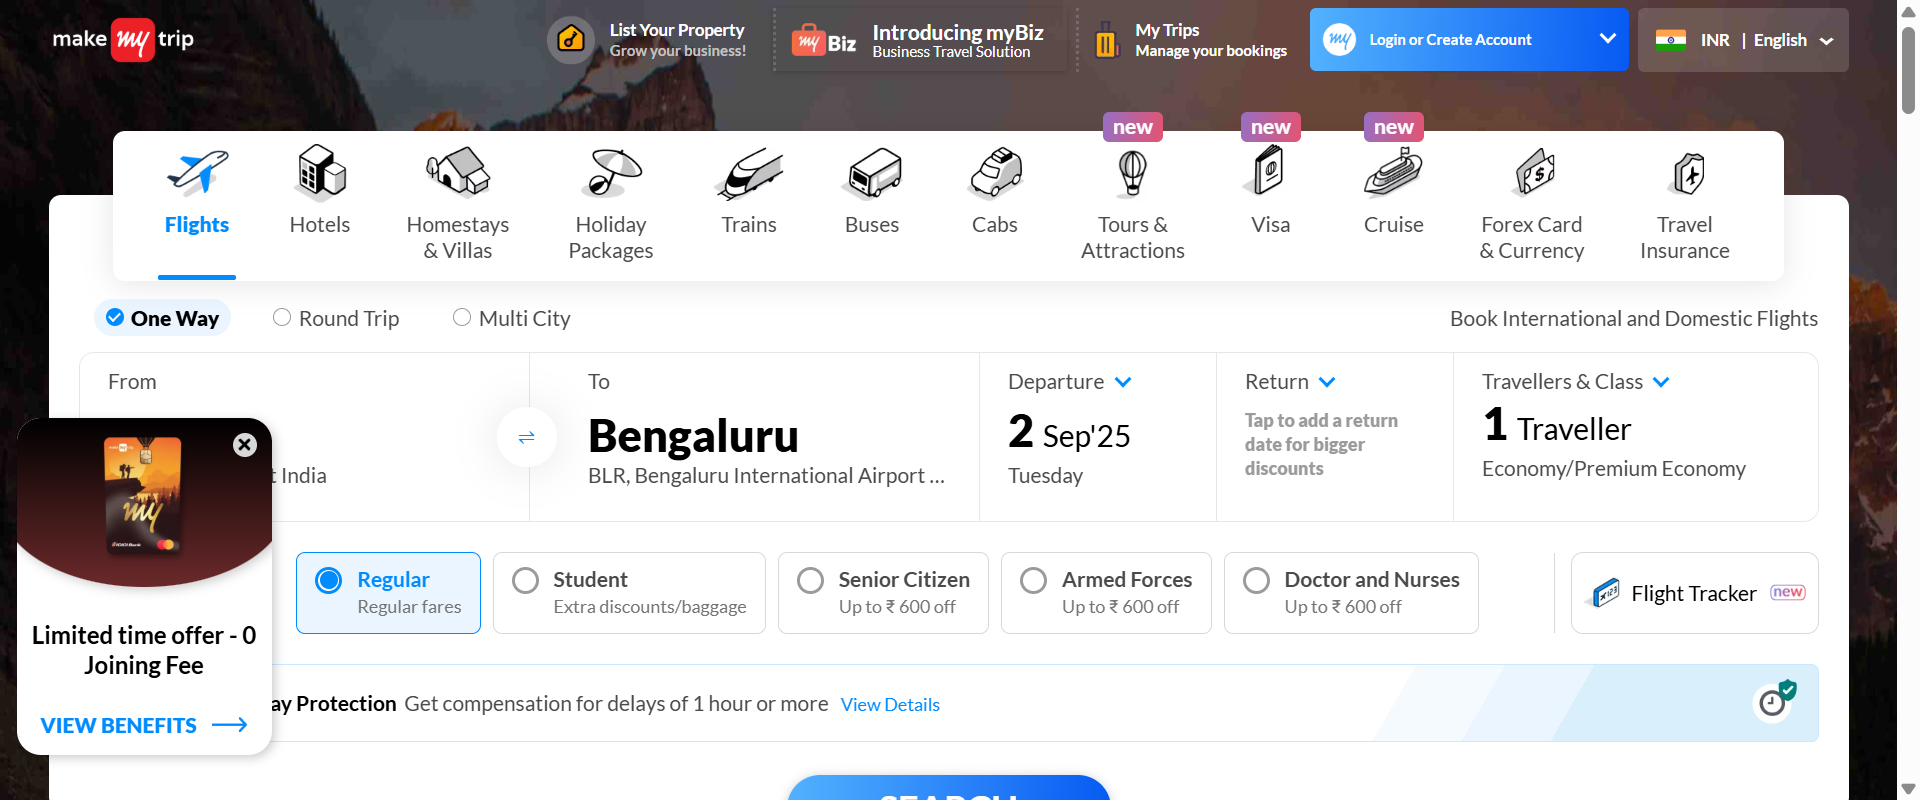 make my trip
List Your Property
Grow your business!
my Biz
Introducing myBiz
Business Travel Solution
My Trips
Manage your bookings
my
Login or Create Account
INR | English
new
new
new
Flights
Hotels
Homestays
& Villas
Holiday
Packages
Trains
Buses
Cabs
Tours &
Attractions
Visa
Cruise
Forex Card
& Currency
Travel
Insurance
One Way
Round Trip
Multi City
Book International and Domestic Flights
From
India
To
Bengaluru
BLR, Bengaluru International Airport ...
Departure
2 Sep'25
Tuesday
Return
Tap to add a return
date for bigger
discounts
Travellers & Class
1 Traveller
Economy/Premium Economy
Regular
Regular fares
Student
Extra discounts/baggage
Senior Citizen
Up to ₹ 600 off
Armed Forces
Up to ₹ 600 off
Doctor and Nurses
Up to ₹ 600 off
Flight Tracker
new
my
ICICI Bank
Limited time offer - 0
Joining Fee
VIEW BENEFITS
ay Protection Get compensation for delays of 1 hour or more View Details
SEARCH